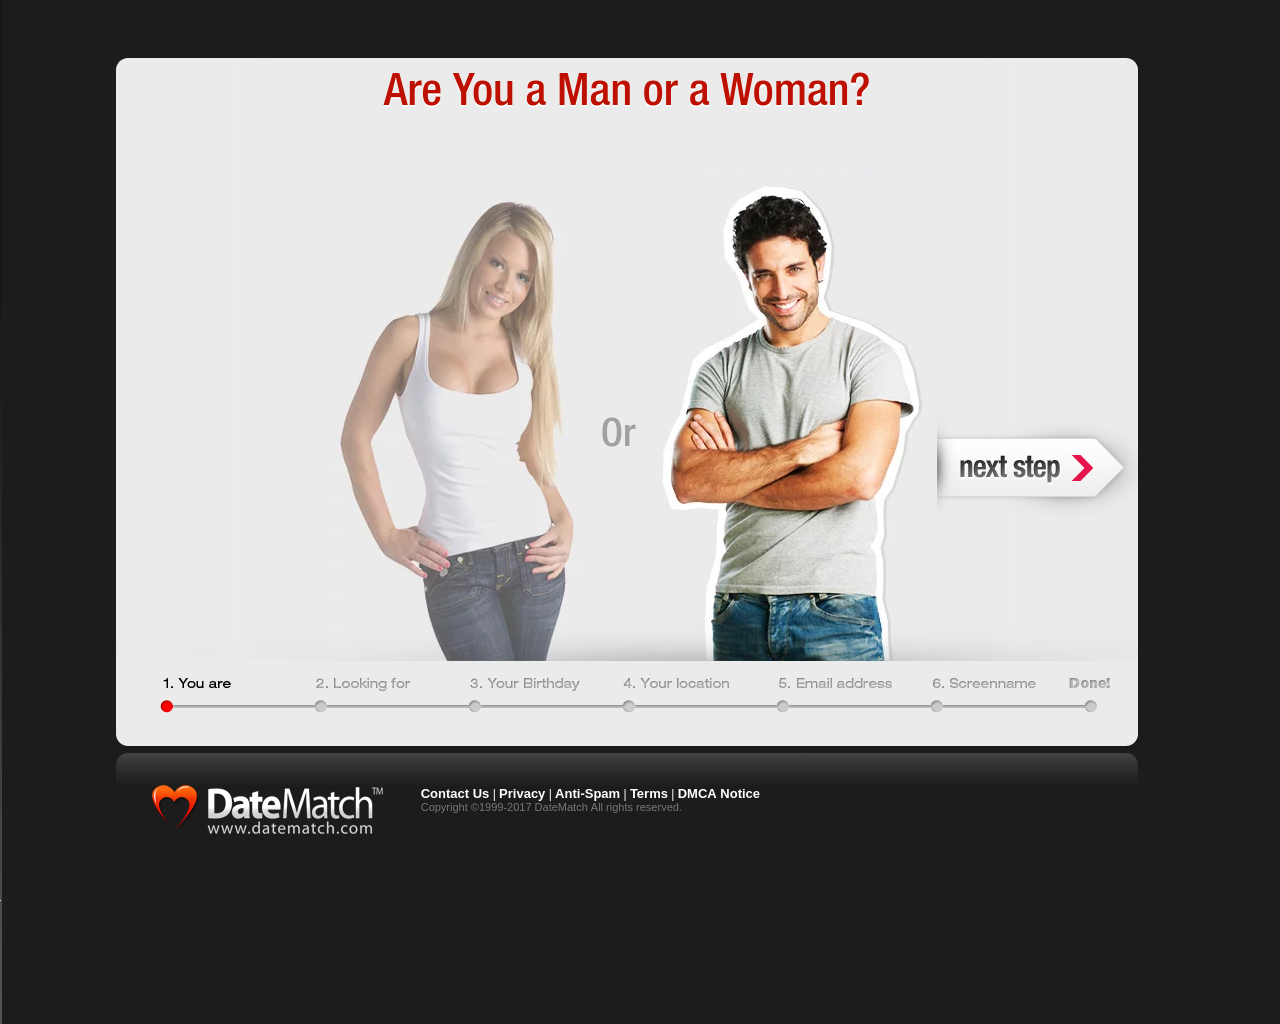 Are You a Man or a Woman?
Or
next step
1. You are
2. Looking for
3. Your Birthday
4. Your location
5. Email address
6. Screenname
Done!
DateMatch™
www.datematch.com
Contact Us | Privacy | Anti-Spam | Terms | DMCA Notice
Copyright ©1999-2017 DateMatch All rights reserved.